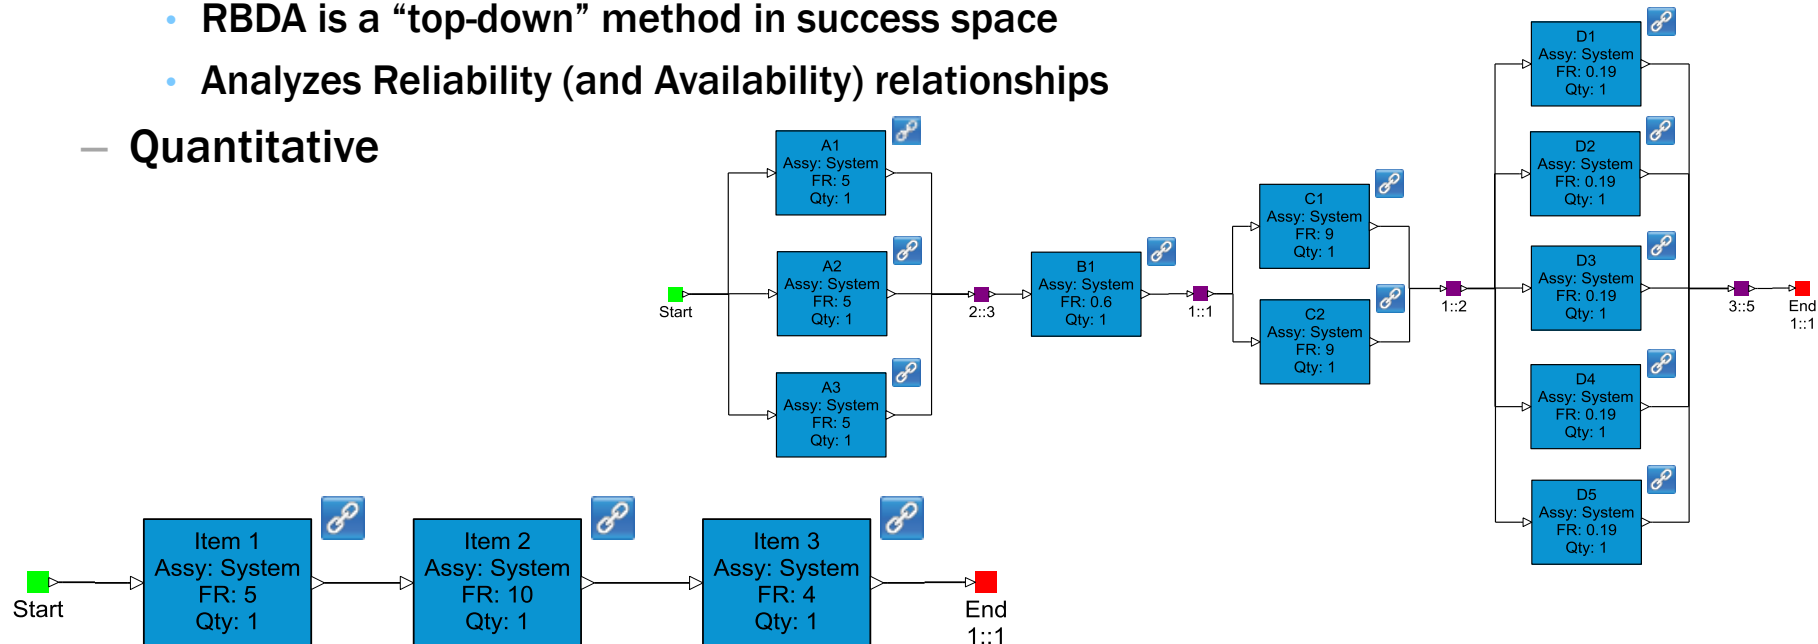 • RBDA is a “top-down” method in success space
• Analyzes Reliability (and Availability) relationships
– Quantitative
Start
A1
Assy: System
FR: 5
Qty: 1
A2
Assy: System
FR: 5
Qty: 1
A3
Assy: System
FR: 5
Qty: 1
2::3
B1
Assy: System
FR: 0.6
Qty: 1
1::1
C1
Assy: System
FR: 9
Qty: 1
C2
Assy: System
FR: 9
Qty: 1
1::2
D1
Assy: System
FR: 0.19
Qty: 1
D2
Assy: System
FR: 0.19
Qty: 1
D3
Assy: System
FR: 0.19
Qty: 1
D4
Assy: System
FR: 0.19
Qty: 1
D5
Assy: System
FR: 0.19
Qty: 1
3::5
End
1::1
Start
Item 1
Assy: System
FR: 5
Qty: 1
Item 2
Assy: System
FR: 10
Qty: 1
Item 3
Assy: System
FR: 4
Qty: 1
End
1::1